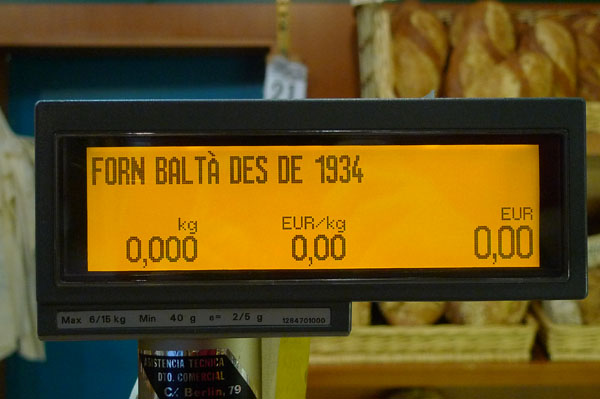 21
FORN BALTÀ DES DE 1934
kg EUR/kg EUR
0,000 0,00 0,00
Max 6/15 kg Min 40 g e= 2/5 g 1284701000
ASISTENCIA TECNICA
DTO. COMERCIAL
C/. Berlin, 79